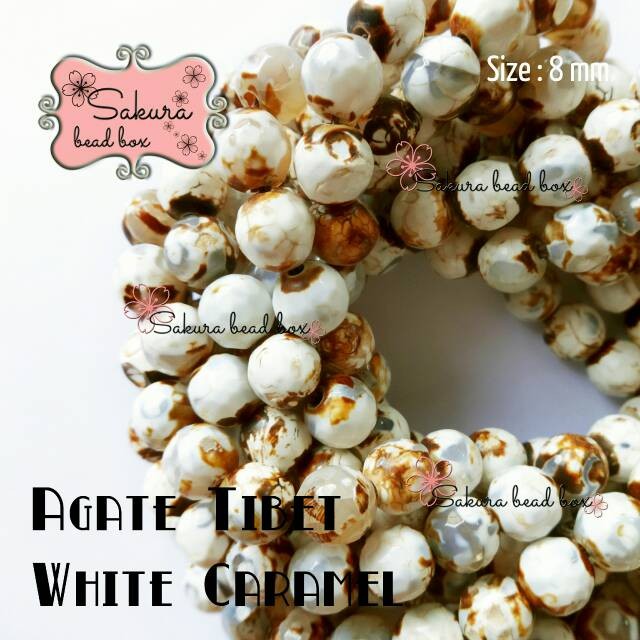 Size : 8 mm
Sakura
bead box
Sakura bead box
Sakura bead box
Sakura bead box
Agate Tibet
White Caramel